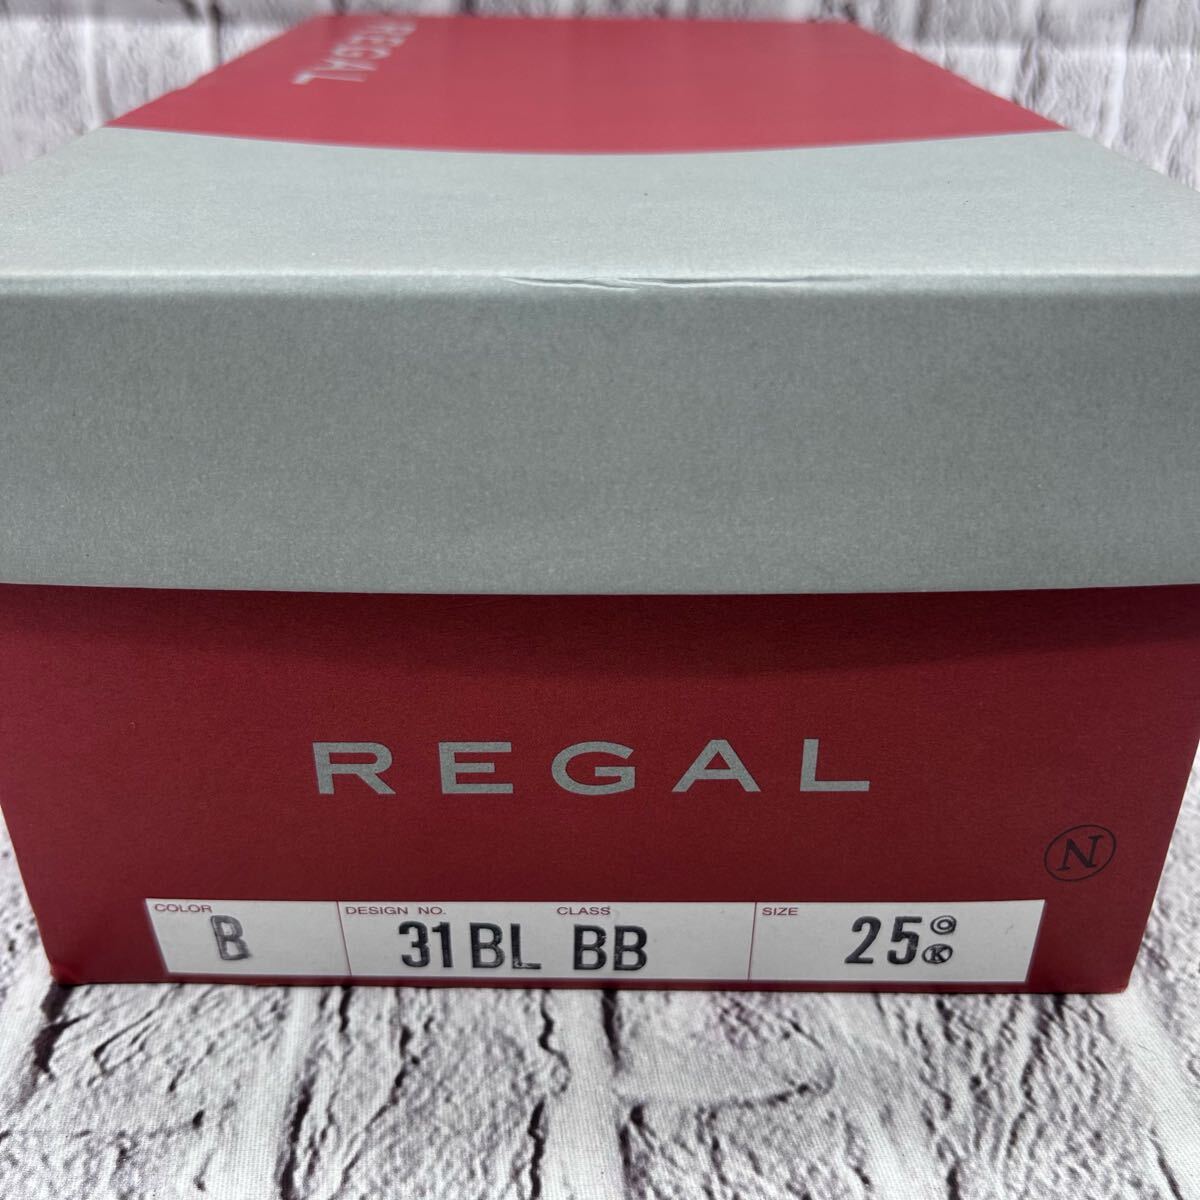 REGAL
REGAL
N
COLOR DESIGN NO. CLASS SIZE
B 31BL BB 25 K